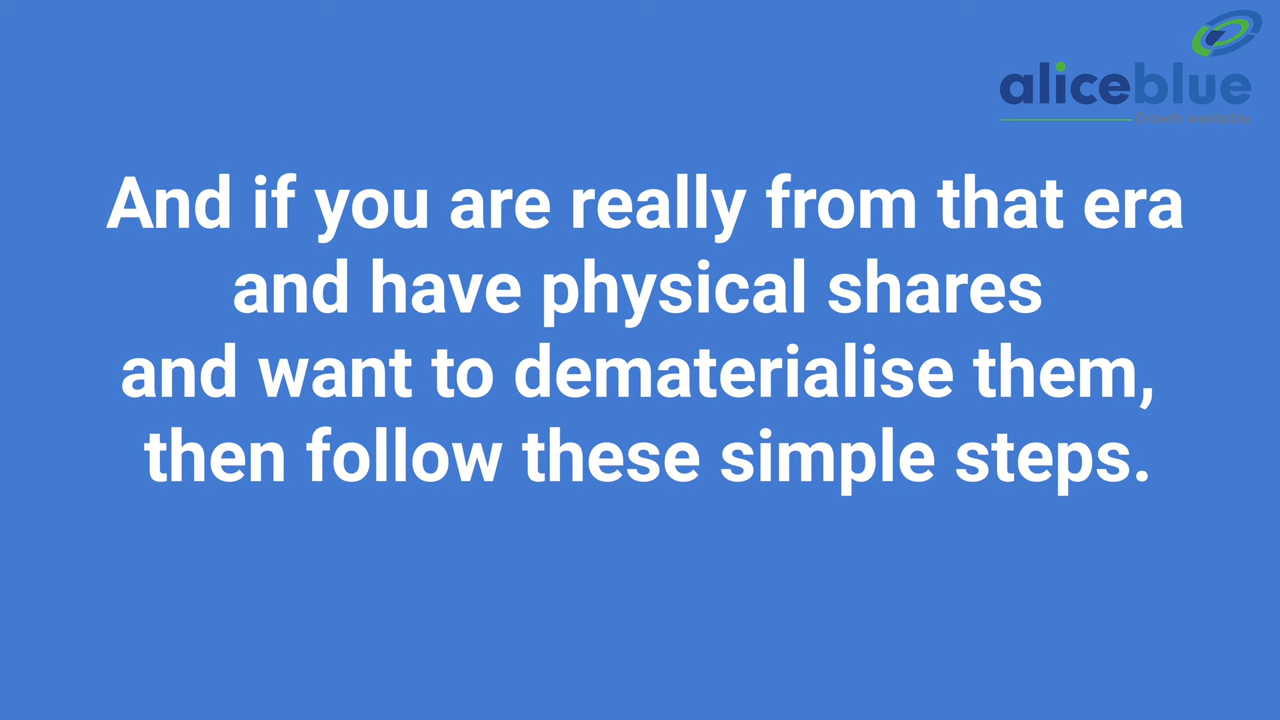 aliceblue
And if you are really from that era
and have physical shares
and want to dematerialise them,
then follow these simple steps.